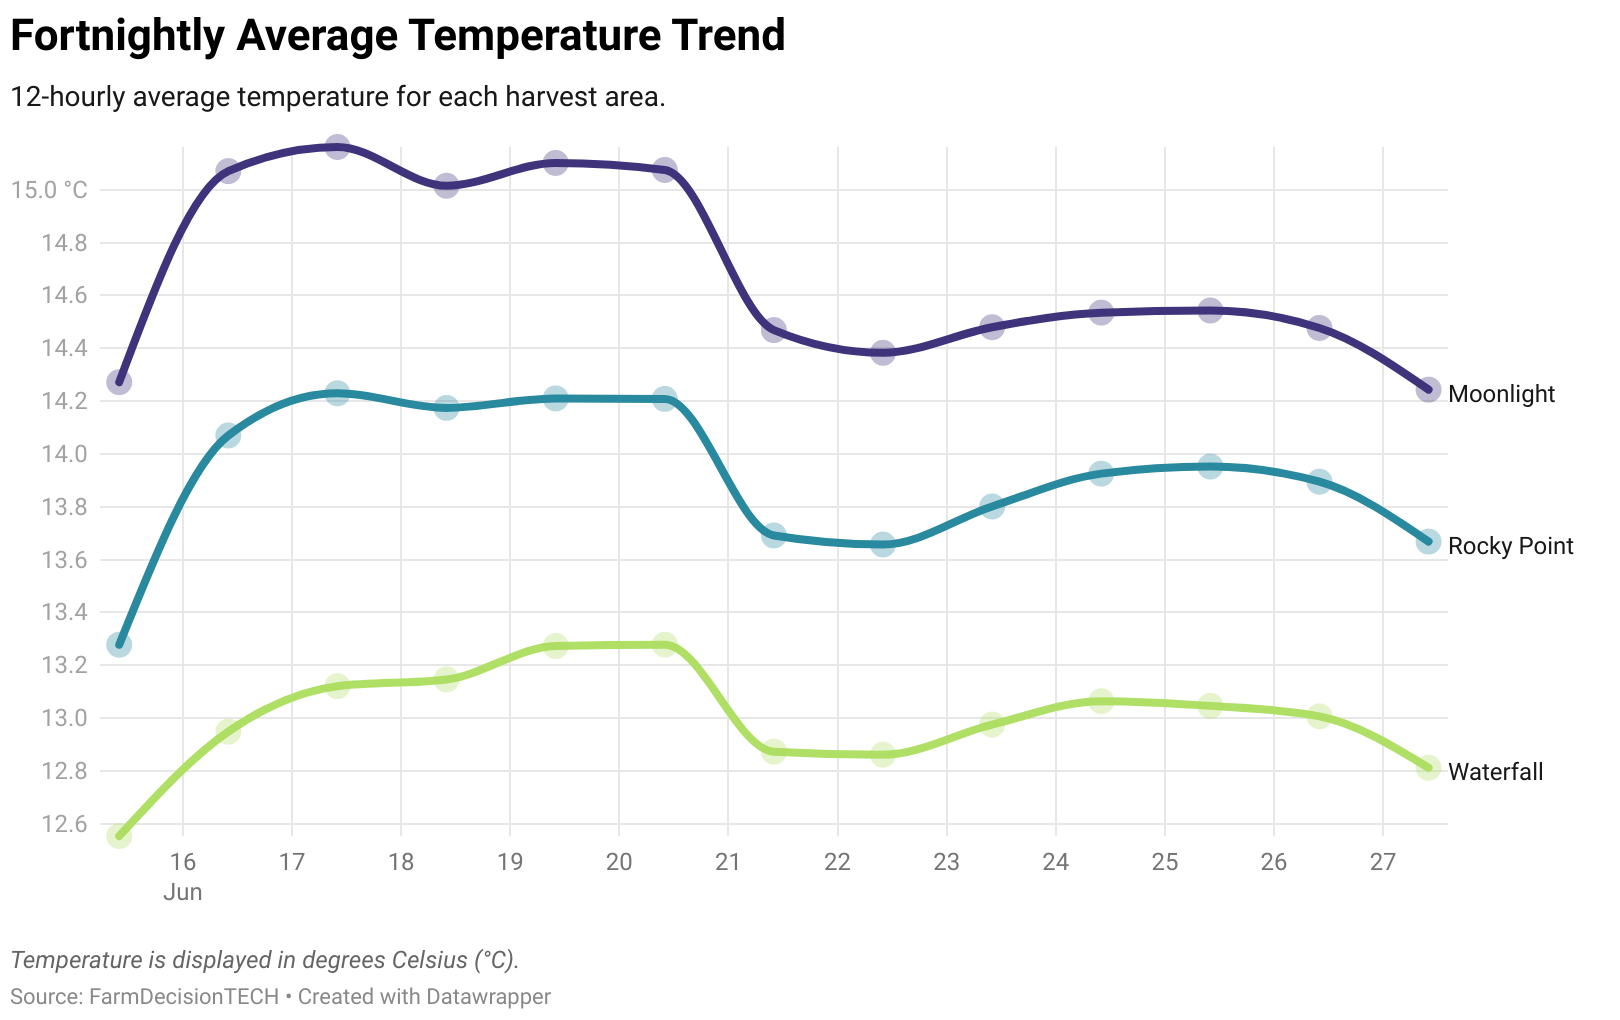 Fortnightly Average Temperature Trend
12-hourly average temperature for each harvest area.
15.0 °C
14.8
14.6
14.4
14.2
14.0
13.8
13.6
13.4
13.2
13.0
12.8
12.6
Moonlight
Rocky Point
Waterfall
16 17 18 19 20 21 22 23 24 25 26 27
Jun
Temperature is displayed in degrees Celsius (°C).
Source: FarmDecisionTECH • Created with Datawrapper